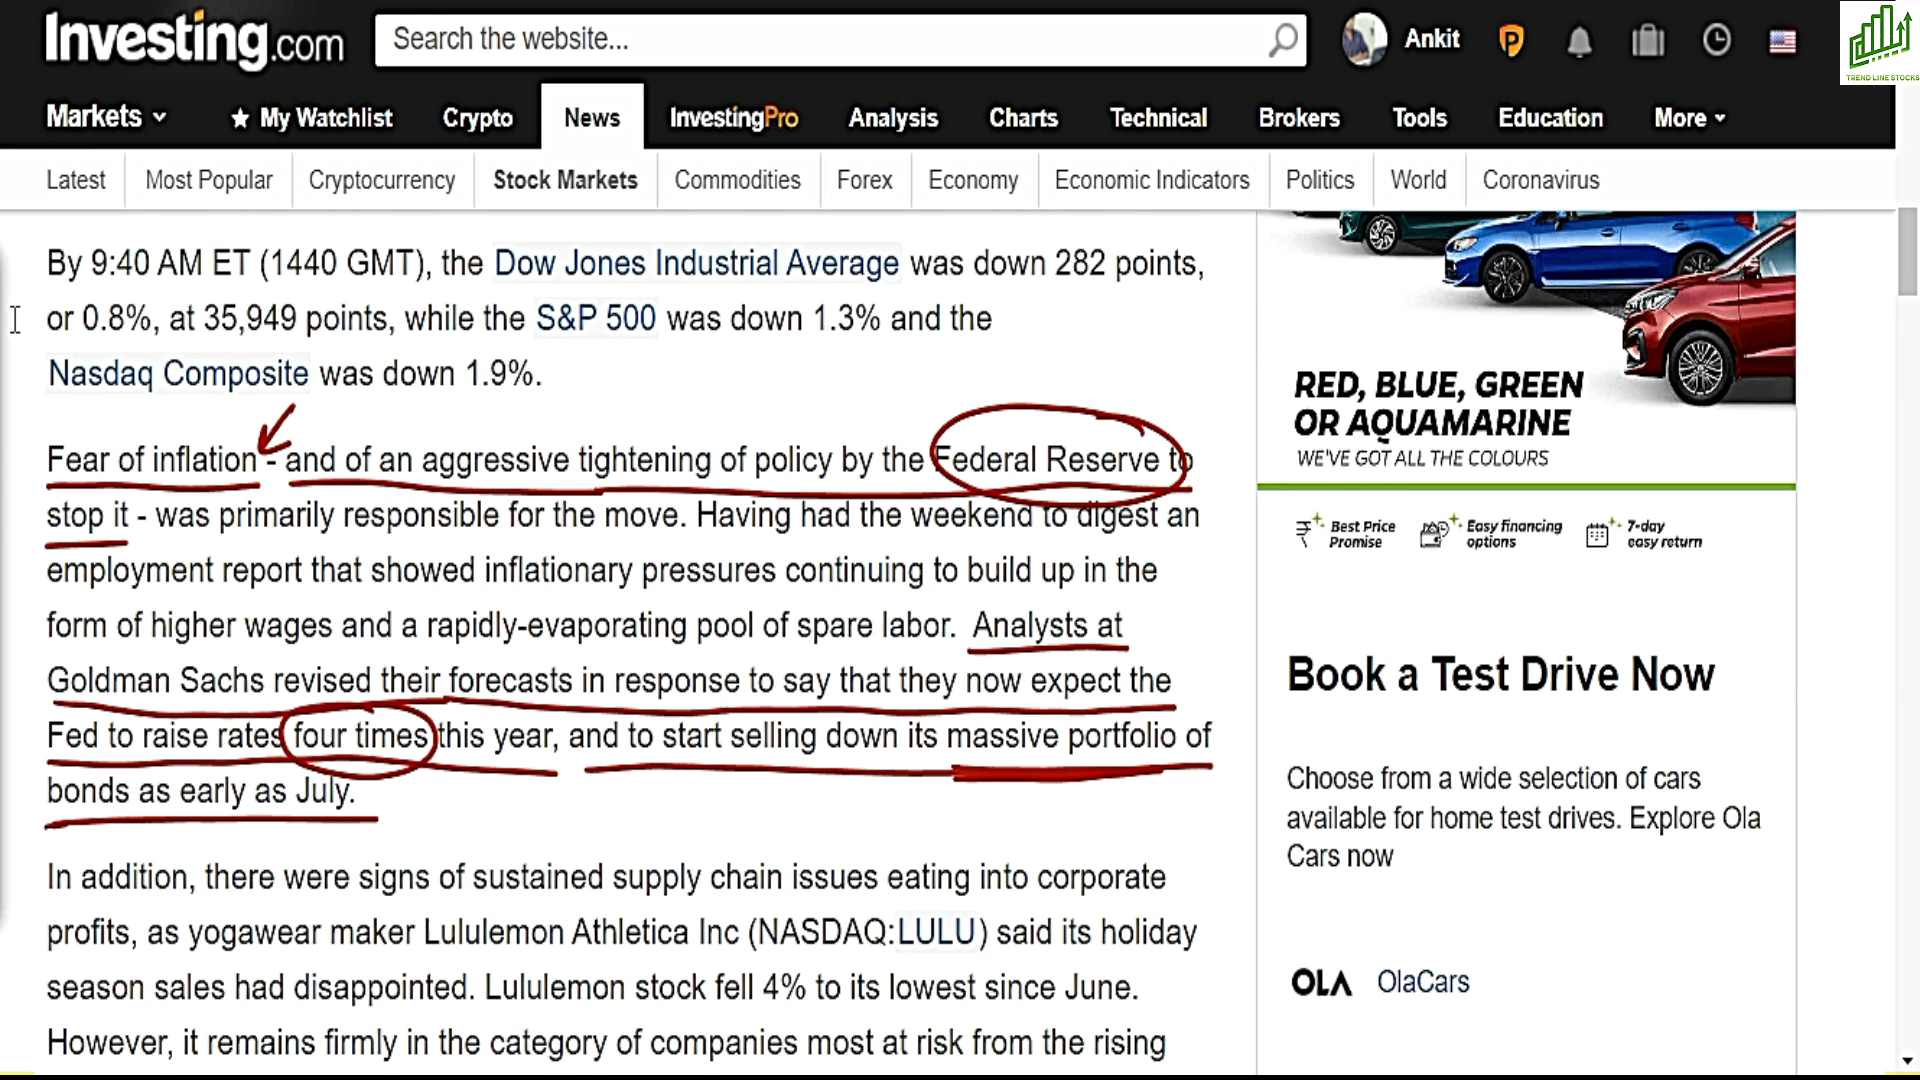 Investing.com
Search the website...
Ankit
P
TREND LINE STOCKS
Markets
My Watchlist
Crypto
News
InvestingPro
Analysis
Charts
Technical
Brokers
Tools
Education
More
Latest
Most Popular
Cryptocurrency
Stock Markets
Commodities
Forex
Economy
Economic Indicators
Politics
World
Coronavirus
By 9:40 AM ET (1440 GMT), the Dow Jones Industrial Average was down 282 points,
or 0.8%, at 35,949 points, while the S&P 500 was down 1.3% and the
Nasdaq Composite was down 1.9%.
Fear of inflation - and of an aggressive tightening of policy by the Federal Reserve to
stop it - was primarily responsible for the move. Having had the weekend to digest an
employment report that showed inflationary pressures continuing to build up in the
form of higher wages and a rapidly-evaporating pool of spare labor. Analysts at
Goldman Sachs revised their forecasts in response to say that they now expect the
Fed to raise rates four times this year, and to start selling down its massive portfolio of
bonds as early as July.
In addition, there were signs of sustained supply chain issues eating into corporate
profits, as yogawear maker Lululemon Athletica Inc (NASDAQ:LULU) said its holiday
season sales had disappointed. Lululemon stock fell 4% to its lowest since June.
However, it remains firmly in the category of companies most at risk from the rising
RED, BLUE, GREEN
OR AQUAMARINE
WE'VE GOT ALL THE COLOURS
Best Price
Promise
Easy financing
options
7-day
easy return
Book a Test Drive Now
Choose from a wide selection of cars
available for home test drives. Explore Ola
Cars now
OLA
OlaCars